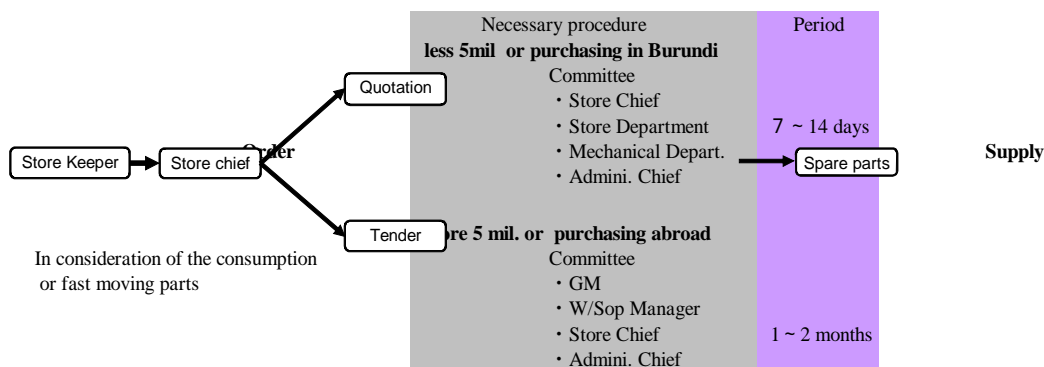 Necessary procedure
Period
less 5mil or purchasing in Burundi
Committee
Quotation
・Store Chief
・Store Department
7 ~ 14 days
・Mechanical Depart.
Order
Supply
Store Keeper
Store chief
Spare parts
・Admini. Chief
Tender
re 5 mil. or purchasing abroad
In consideration of the consumption
or fast moving parts
Committee
・GM
・W/Sop Manager
・Store Chief
1 ~ 2 months
・Admini. Chief